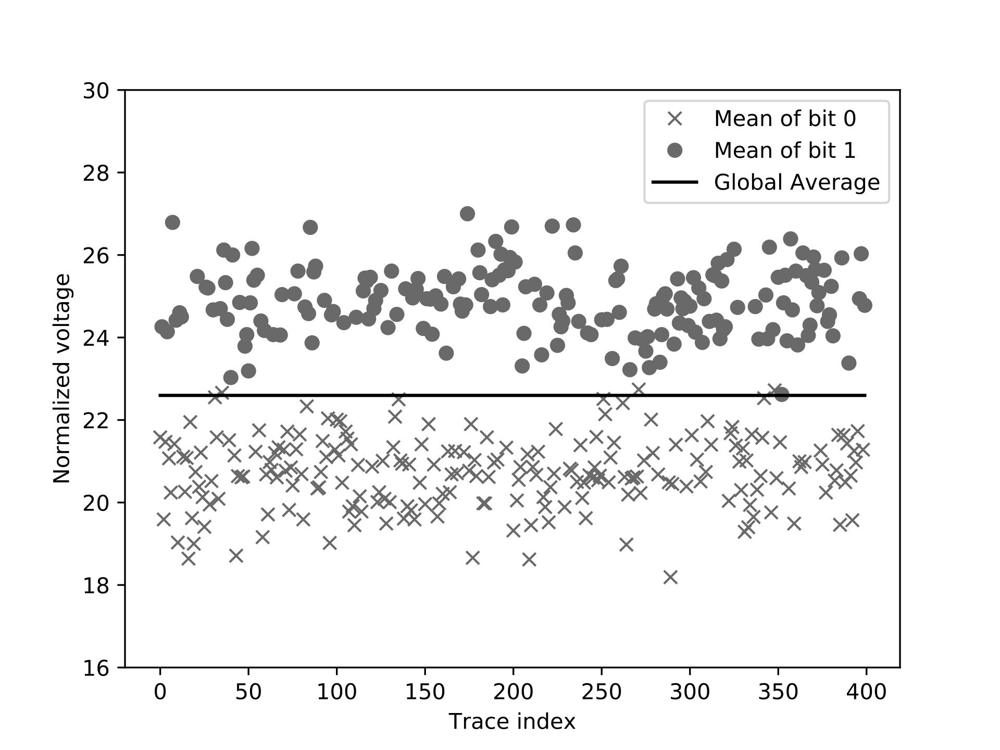 30
28
26
24
22
20
18
16
Normalized voltage
Mean of bit 0
Mean of bit 1
Global Average
0 50 100 150 200 250 300 350 400
Trace index